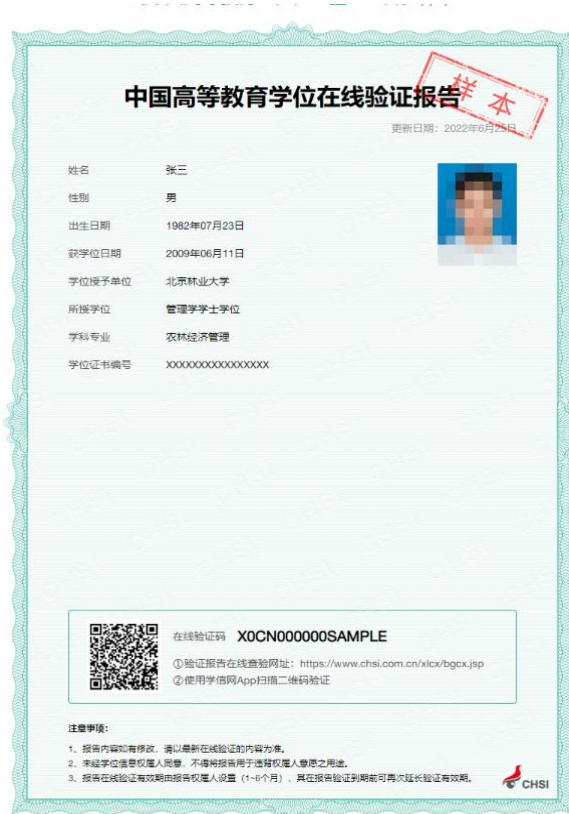 样本
中国高等教育学位在线验证报告
更新日期：2022年6月25日
姓名 张三
性别 男
出生日期 1982年07月23日
获学位日期 2009年06月11日
学位授予单位 北京林业大学
所授学位 管理学学士学位
学科专业 农林经济管理
学位证书编号 XXXXXXXXXXXXXXXX
在线验证码 X0CN000000SAMPLE
①验证报告在线查验网址：https://www.chsi.com.cn/xlcx/bgcx.jsp
②使用学信网App扫描二维码验证
注意事项：
1、报告内容如有修改，请以最新在线验证的内容为准。
2、未经学位信息权属人同意，不得将报告用于违背权属人意愿之用途。
3、报告在线验证有效期由报告权属人设置（1~6个月），其在报告验证到期前可再次延长验证有效期。
CHSI